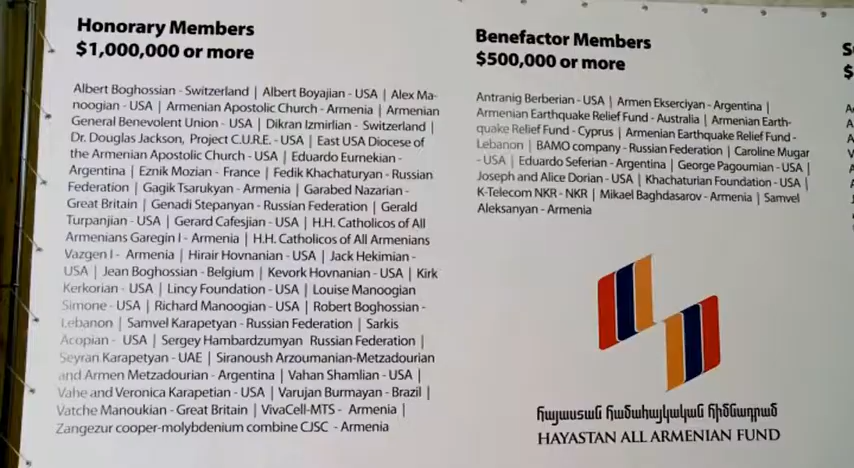 Honorary Members
$1,000,000 or more
Albert Boghossian - Switzerland | Albert Boyajian - USA | Alex Ma-
noogian - USA | Armenian Apostolic Church - Armenia | Armenian
General Benevolent Union - USA | Dikran Izmirlian - Switzerland |
Dr. Douglas Jackson, Project C.U.R.E. - USA | East USA Diocese of
the Armenian Apostolic Church - USA | Eduardo Eurnekian -
Argentina | Eznik Mozian - France | Fedik Khachaturyan - Russian
Federation | Gagik Tsarukyan - Armenia | Garabed Nazarian -
Great Britain | Genadi Stepanyan - Russian Federation | Gerald
Turpanjian - USA | Gerard Cafesjian - USA | H.H. Catholicos of All
Armenians Garegin I - Armenia | H.H. Catholicos of All Armenians
Vazgen I - Armenia | Hirair Hovnanian - USA | Jack Hekimian -
USA | Jean Boghossian - Belgium | Kevork Hovnanian - USA | Kirk
Kerkorian - USA | Lincy Foundation - USA | Louise Manoogian
Simone - USA | Richard Manoogian - USA | Robert Boghossian -
Lebanon | Samvel Karapetyan - Russian Federation | Sarkis
Acopian - USA | Sergey Hambardzumyan Russian Federation |
Seyran Karapetyan - UAE | Siranoush Arzoumanian-Metzadourian
and Armen Metzadourian - Argentina | Vahan Shamlian - USA |
Vahe and Veronica Karapetian - USA | Varujan Burmayan - Brazil |
Vatche Manoukian - Great Britain | VivaCell-MTS - Armenia |
Zangezur cooper-molybdenium combine CJSC - Armenia
Benefactor Members
$500,000 or more
Antranig Berberian - USA | Armen Ekserciyan - Argentina |
Armenian Earthquake Relief Fund - Australia | Armenian Earth-
quake Relief Fund - Cyprus | Armenian Earthquake Relief Fund -
Lebanon | BAMO company - Russian Federation | Caroline Mugar
- USA | Eduardo Seferian - Argentina | George Pagoumian - USA |
Joseph and Alice Dorian - USA | Khachaturian Foundation - USA |
K-Telecom NKR - NKR | Mikael Baghdasarov - Armenia | Samvel
Aleksanyan - Armenia
հայաստան համահայկական հիմնադրամ
HAYASTAN ALL ARMENIAN FUND